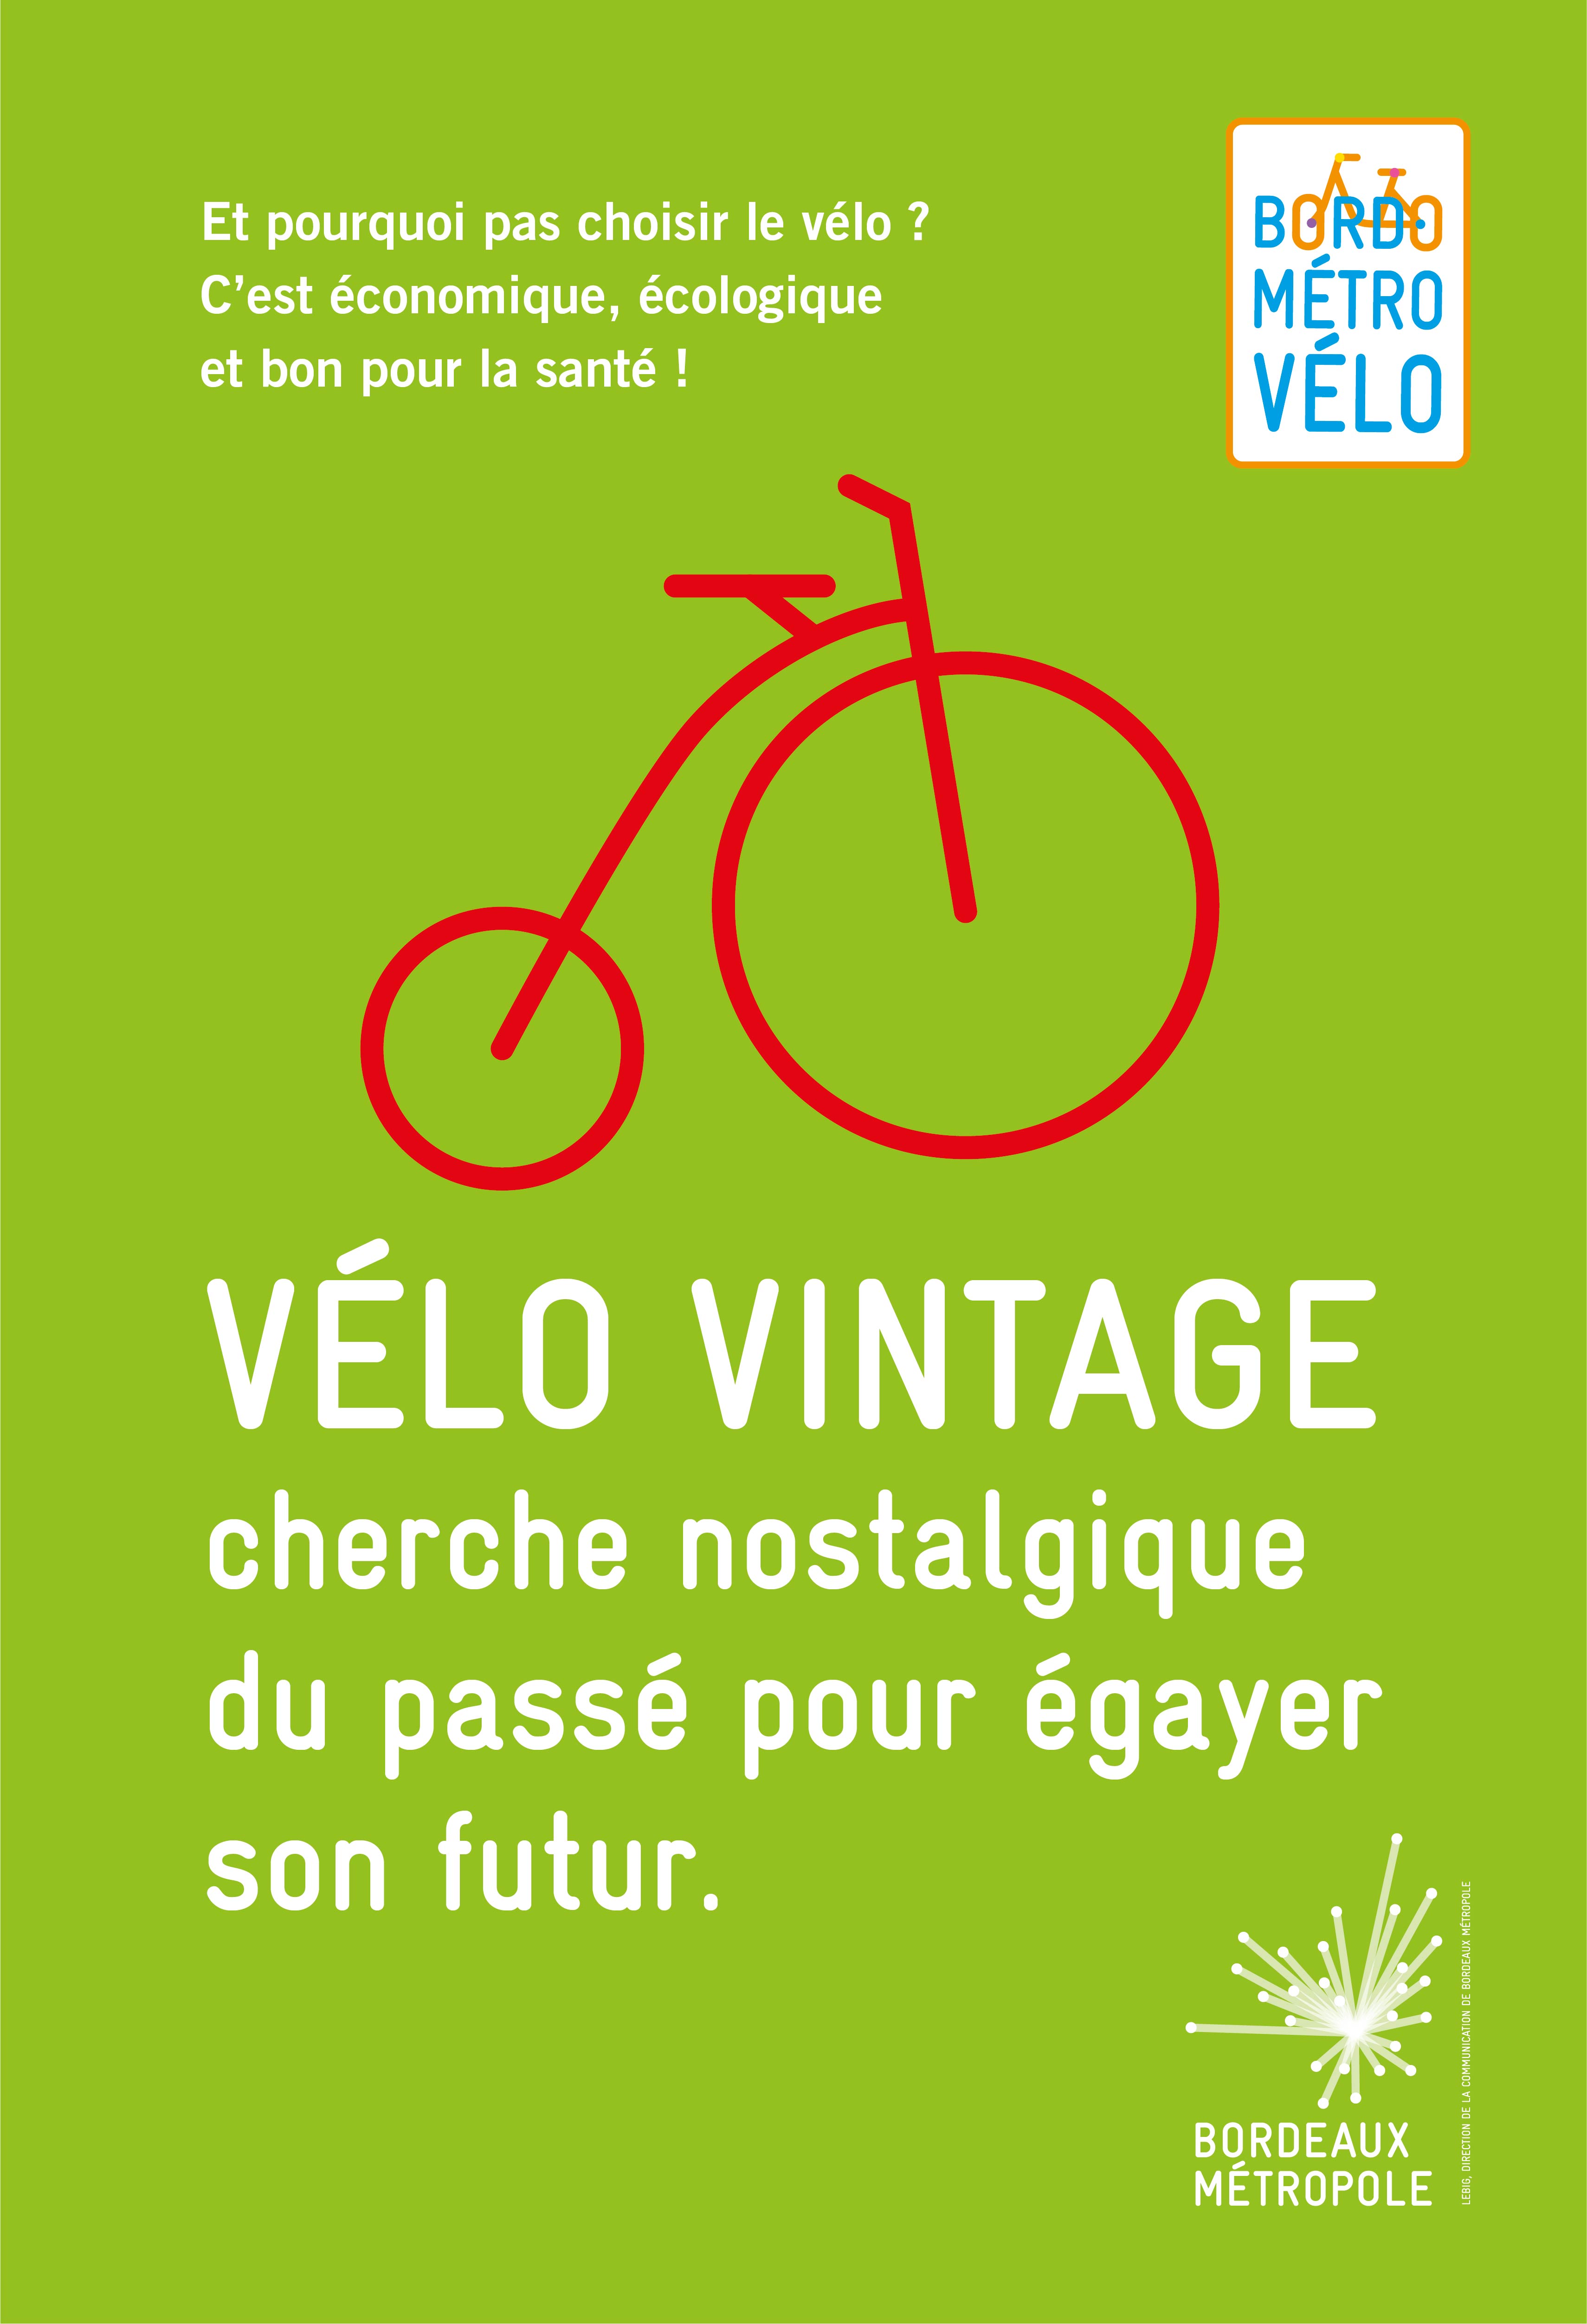 Et pourquoi pas choisir le vélo ?
C’est économique, écologique
et bon pour la santé !
BORDO
MÉTRO
VÉLO
VÉLO VINTAGE
cherche nostalgique
du passé pour égayer
son futur.
BORDEAUX
MÉTROPOLE
LEBIG, DIRECTION DE LA COMMUNICATION DE BORDEAUX MÉTROPOLE